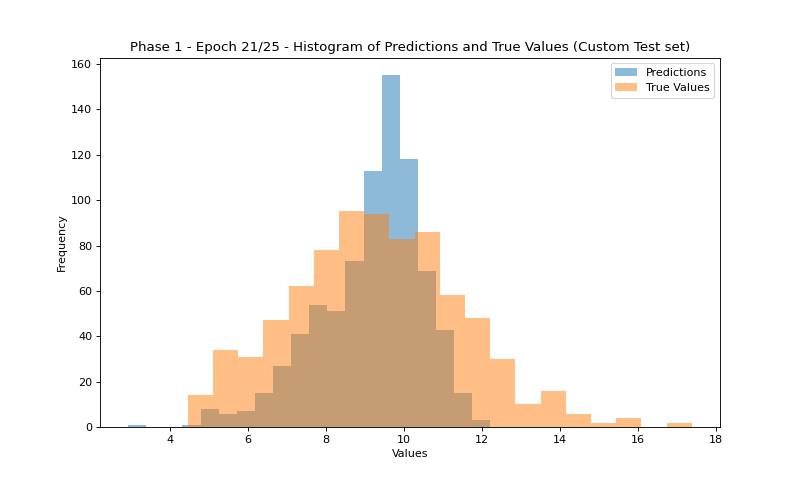 Phase 1 - Epoch 21/25 - Histogram of Predictions and True Values (Custom Test set)
Predictions
True Values
160
140
120
100
80
60
40
20
0
Frequency
4 6 8 10 12 14 16 18
Values